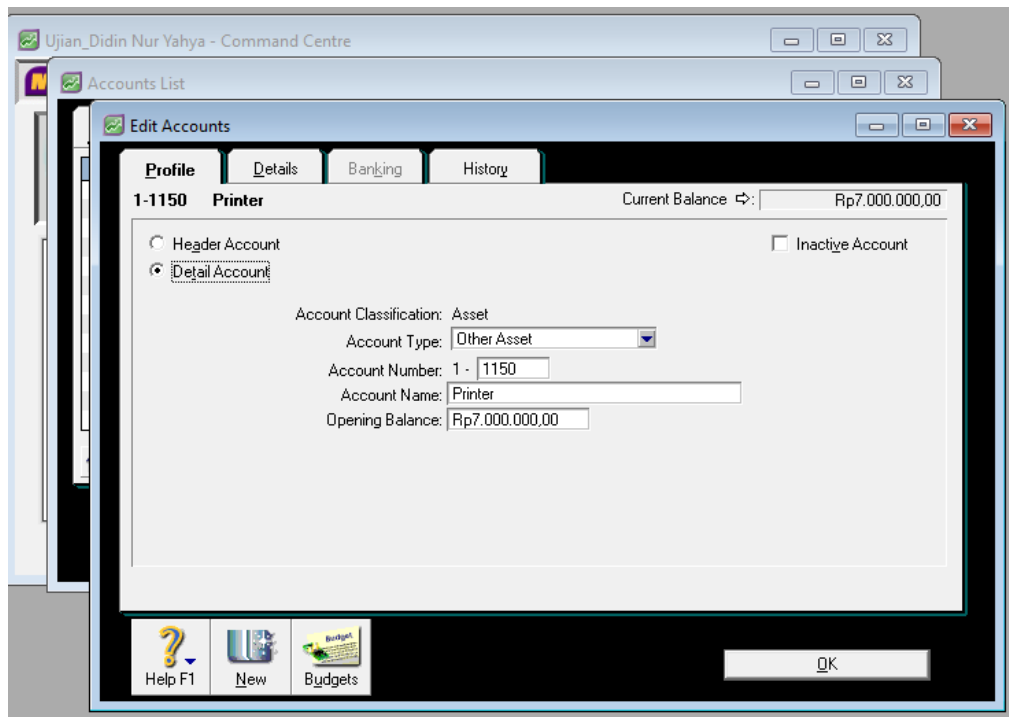 Ujian_Didin Nur Yahya - Command Centre
Accounts List
Edit Accounts
Profile Details Banking History
1-1150 Printer Current Balance ⇨: Rp7.000.000,00
Header Account Inactive Account
Detail Account
Account Classification: Asset
Account Type: Other Asset
Account Number: 1 - 1150
Account Name: Printer
Opening Balance: Rp7.000.000,00
Budget
Help F1 New Budgets OK